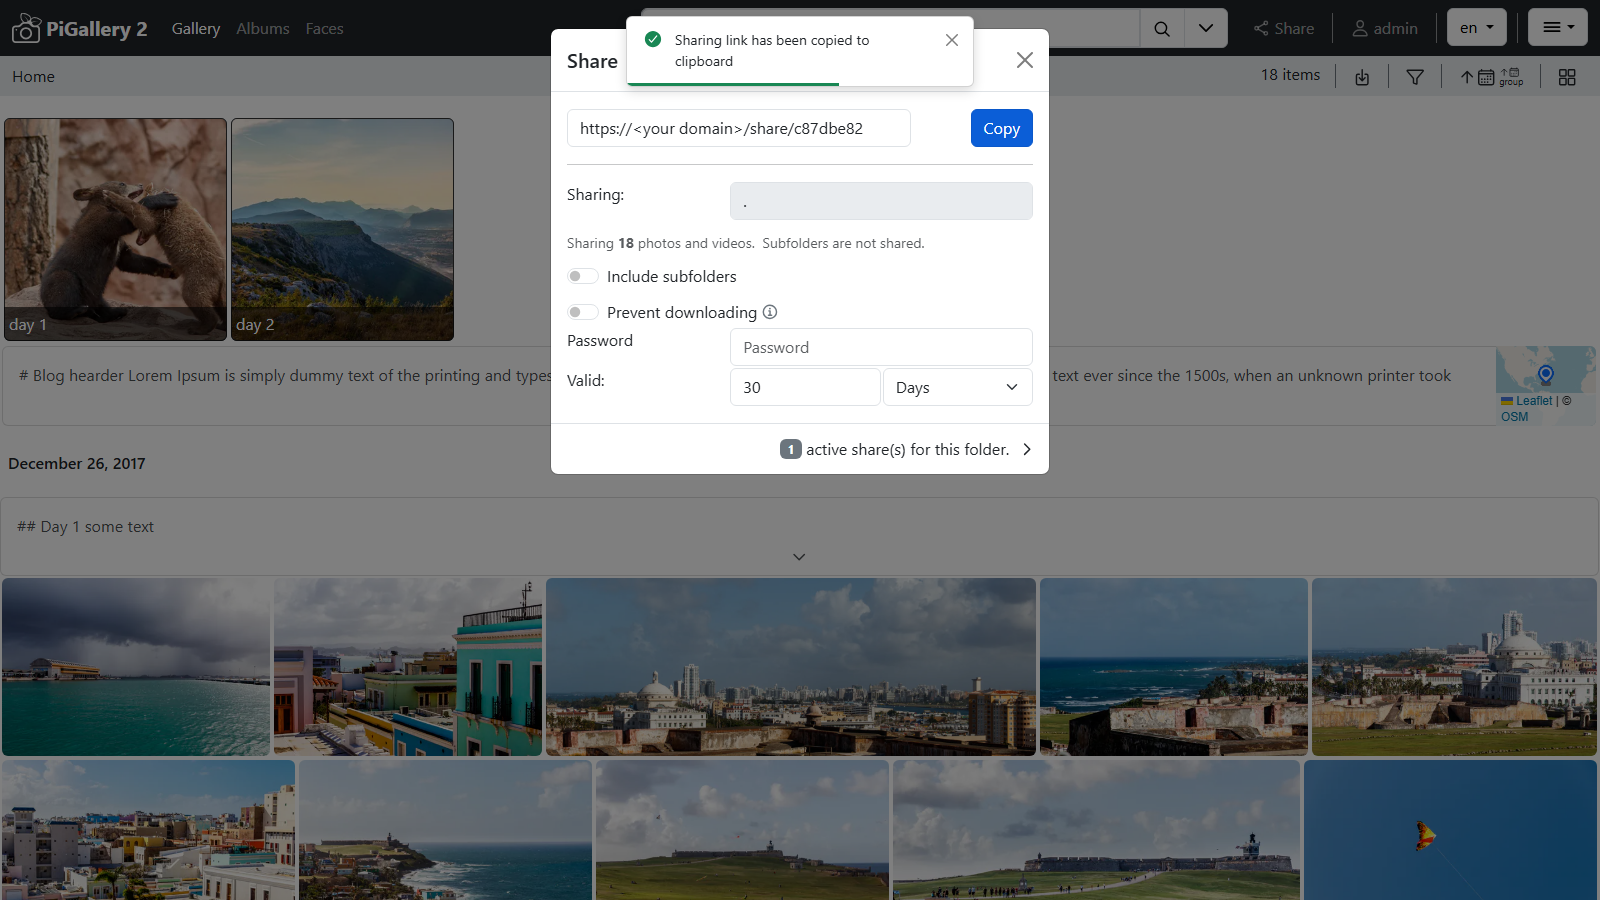 PiGallery 2
Gallery
Albums
Faces
Share
admin
en
Sharing link has been copied to
clipboard
Share
Home
18 items
group
https://<your domain>/share/c87dbe82
Copy
Sharing:
.
Sharing 18 photos and videos. Subfolders are not shared.
Include subfolders
Prevent downloading
Password
Password
Valid:
30
Days
1 active share(s) for this folder.
day 1
day 2
# Blog hearder Lorem Ipsum is simply dummy text of the printing and types
text ever since the 1500s, when an unknown printer took
Leaflet | ©
OSM
December 26, 2017
## Day 1 some text